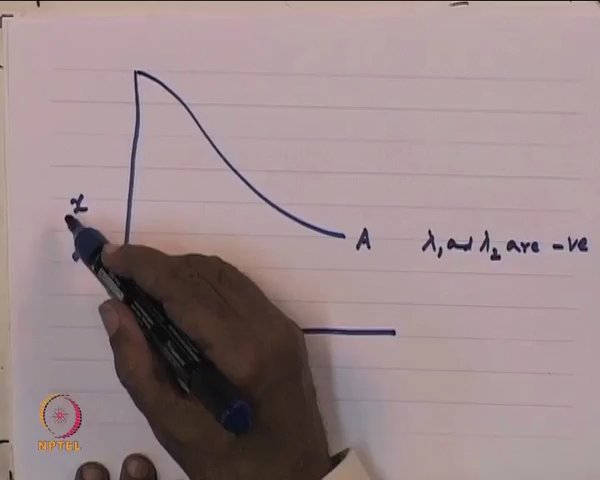 x
A λ₁ and λ₂ are -ve
NPTEL